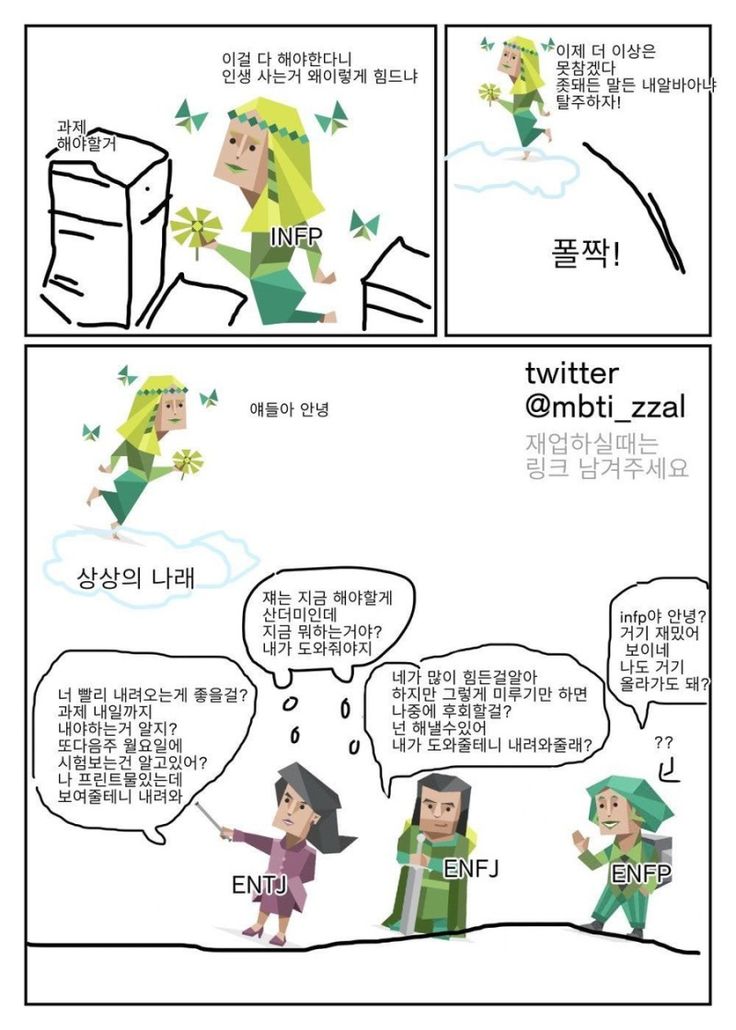 이걸 다 해야한다니
인생 사는거 왜이렇게 힘드냐
과제
해야할거
INFP
이제 더 이상은
못참겠다
좃돼든 말든 내알바아냐
탈주하자!
폴짝!
twitter
@mbti_zzal
재업하실때는
링크 남겨주세요
얘들아 안녕
상상의 나래
쟤는 지금 해야할게
산더미인데
지금 뭐하는거야?
내가 도와줘야지
너 빨리 내려오는게 좋을걸?
과제 내일까지
내야하는거 알지?
또다음주 월요일에
시험보는건 알고있어?
나 프린트물있는데
보여줄테니 내려와
ENTJ
네가 많이 힘든걸알아
하지만 그렇게 미루기만 하면
나중에 후회할걸?
넌 해낼수있어
내가 도와줄테니 내려와줄래?
ENFJ
infp야 안녕?
거기 재밌어
보이네
나도 거기
올라가도 돼?
??
ENFP